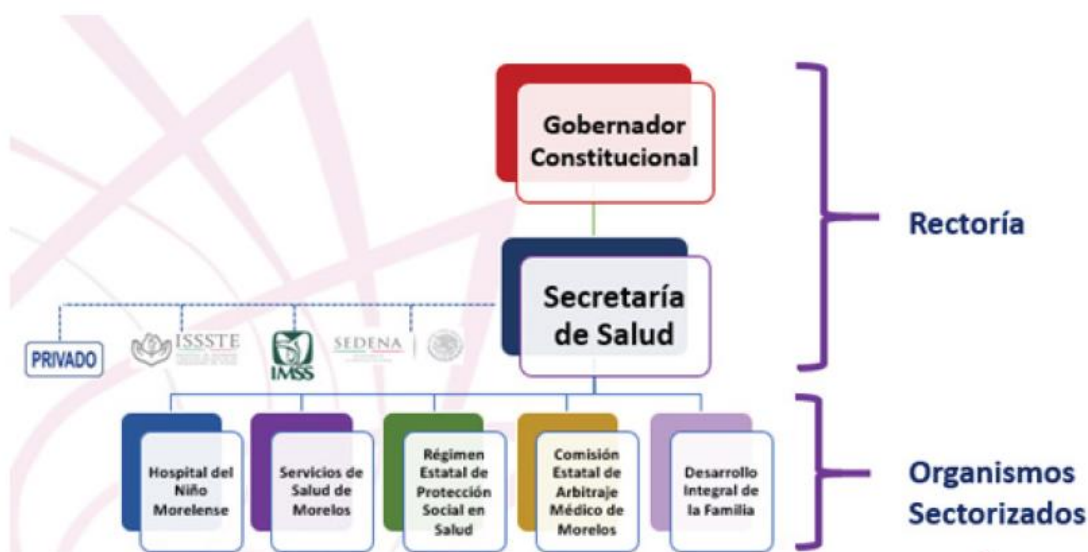 Gobernador
Constitucional
Rectoría
Secretaría
de Salud
PRIVADO
ISSSTE
IMSS
SEDENA
Hospital del
Niño
Morelense
Servicios de
Salud de
Morelos
Régimen
Estatal de
Protección
Social en
Salud
Comisión
Estatal de
Arbitraje
Médico de
Morelos
Desarrollo
Integral de
la Familia
Organismos
Sectorizados